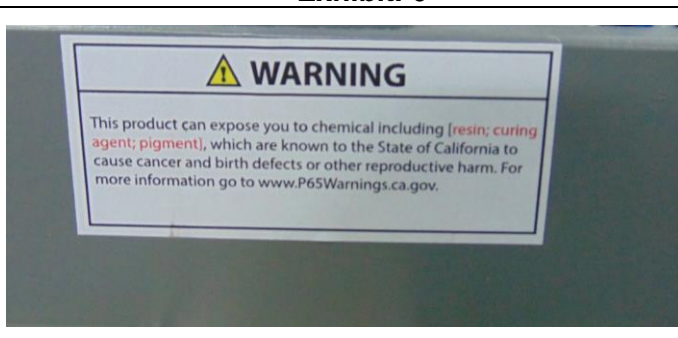 WARNING
This product can expose you to chemical including [resin; curing
agent; pigment], which are known to the State of California to
cause cancer and birth defects or other reproductive harm. For
more information go to www.P65Warnings.ca.gov.